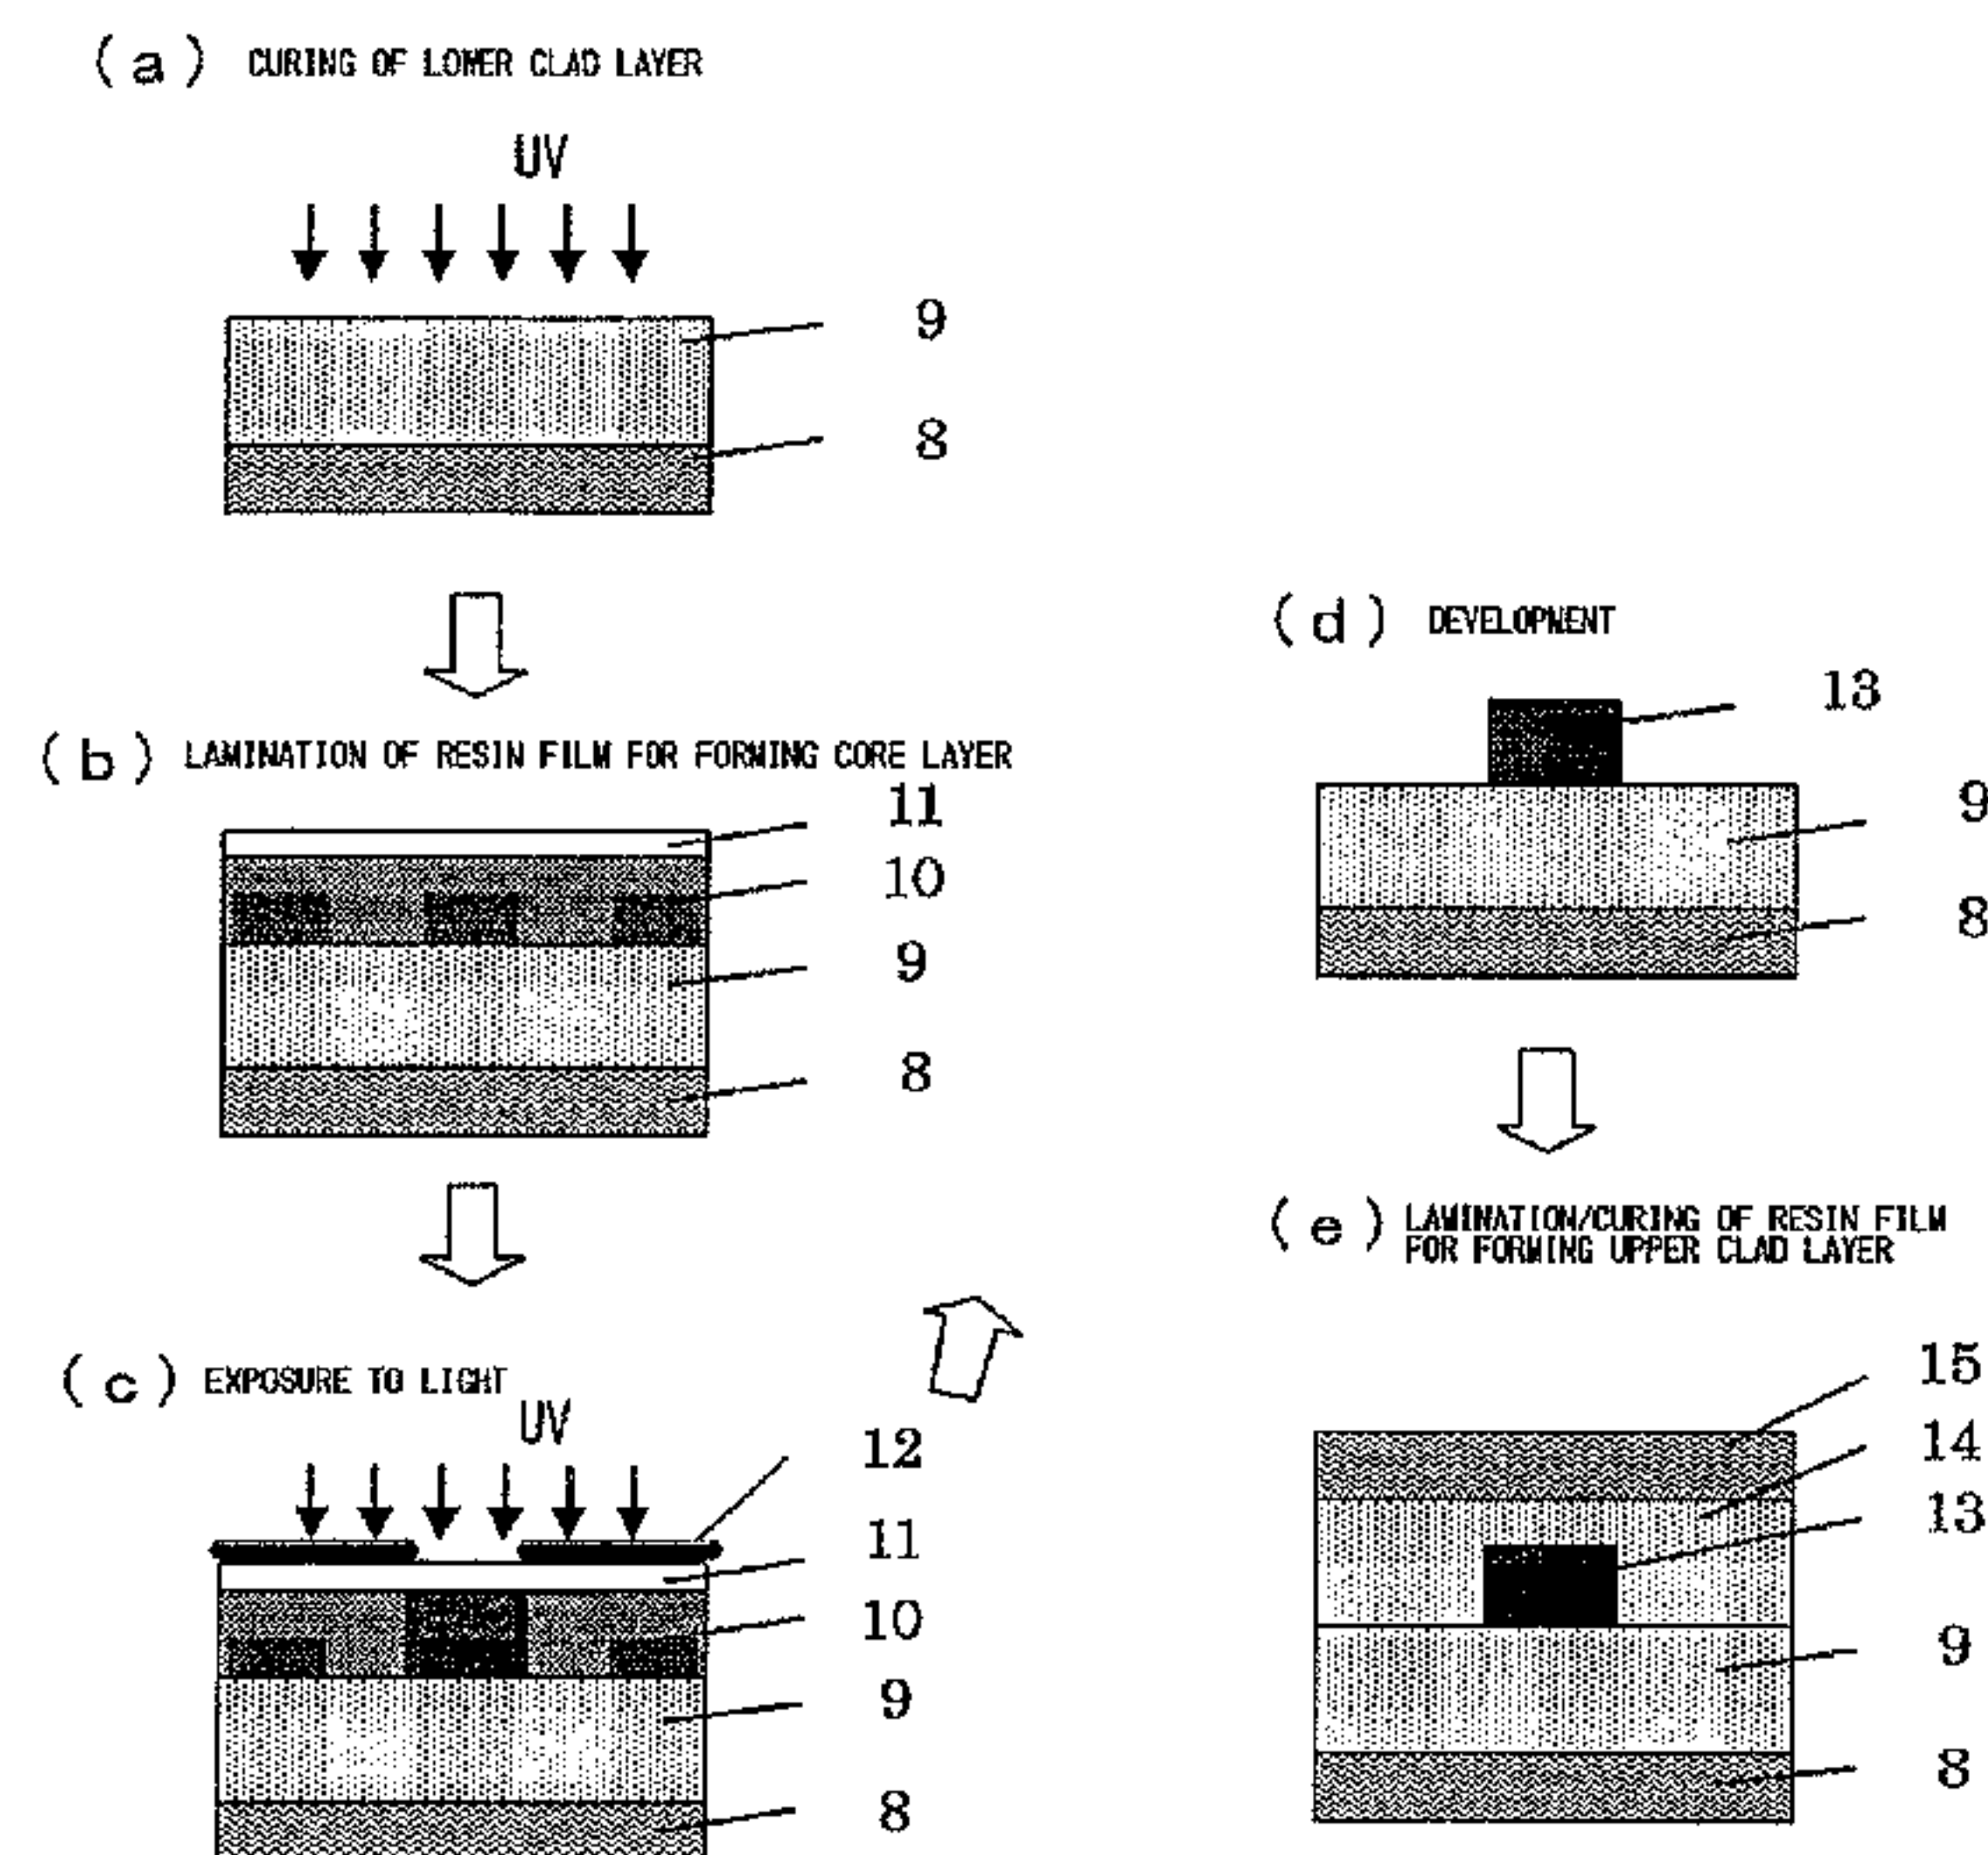 (a) CURING OF LOWER CLAD LAYER
UV
9
8
(b) LAMINATION OF RESIN FILM FOR FORMING CORE LAYER
11
10
9
8
(c) EXPOSURE TO LIGHT
UV
12
11
10
9
8
(d) DEVELOPMENT
13
9
8
(e) LAMINATION/CURING OF RESIN FILM
FOR FORMING UPPER CLAD LAYER
15
14
13
9
8